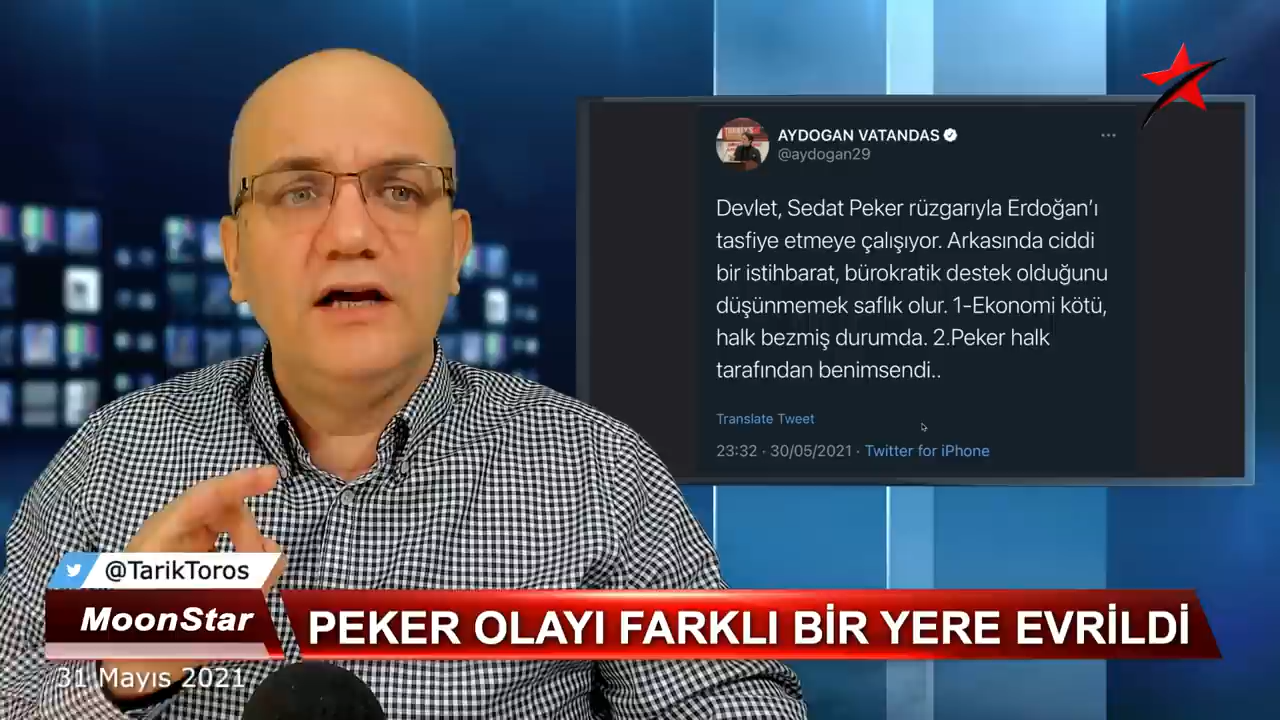 AYDOGAN VATANDAS
@aydogan29
Devlet, Sedat Peker rüzgarıyla Erdoğan'ı
tasfiye etmeye çalışıyor. Arkasında ciddi
bir istihbarat, bürokratik destek olduğunu
düşünmemek saflık olur. 1-Ekonomi kötü,
halk bezmiş durumda. 2.Peker halk
tarafından benimsendi..
Translate Tweet
23:32 · 30/05/2021 · Twitter for iPhone
@TarikToros
MoonStar
PEKER OLAYI FARKLI BİR YERE EVRİLDİ
31 Mayıs 2021